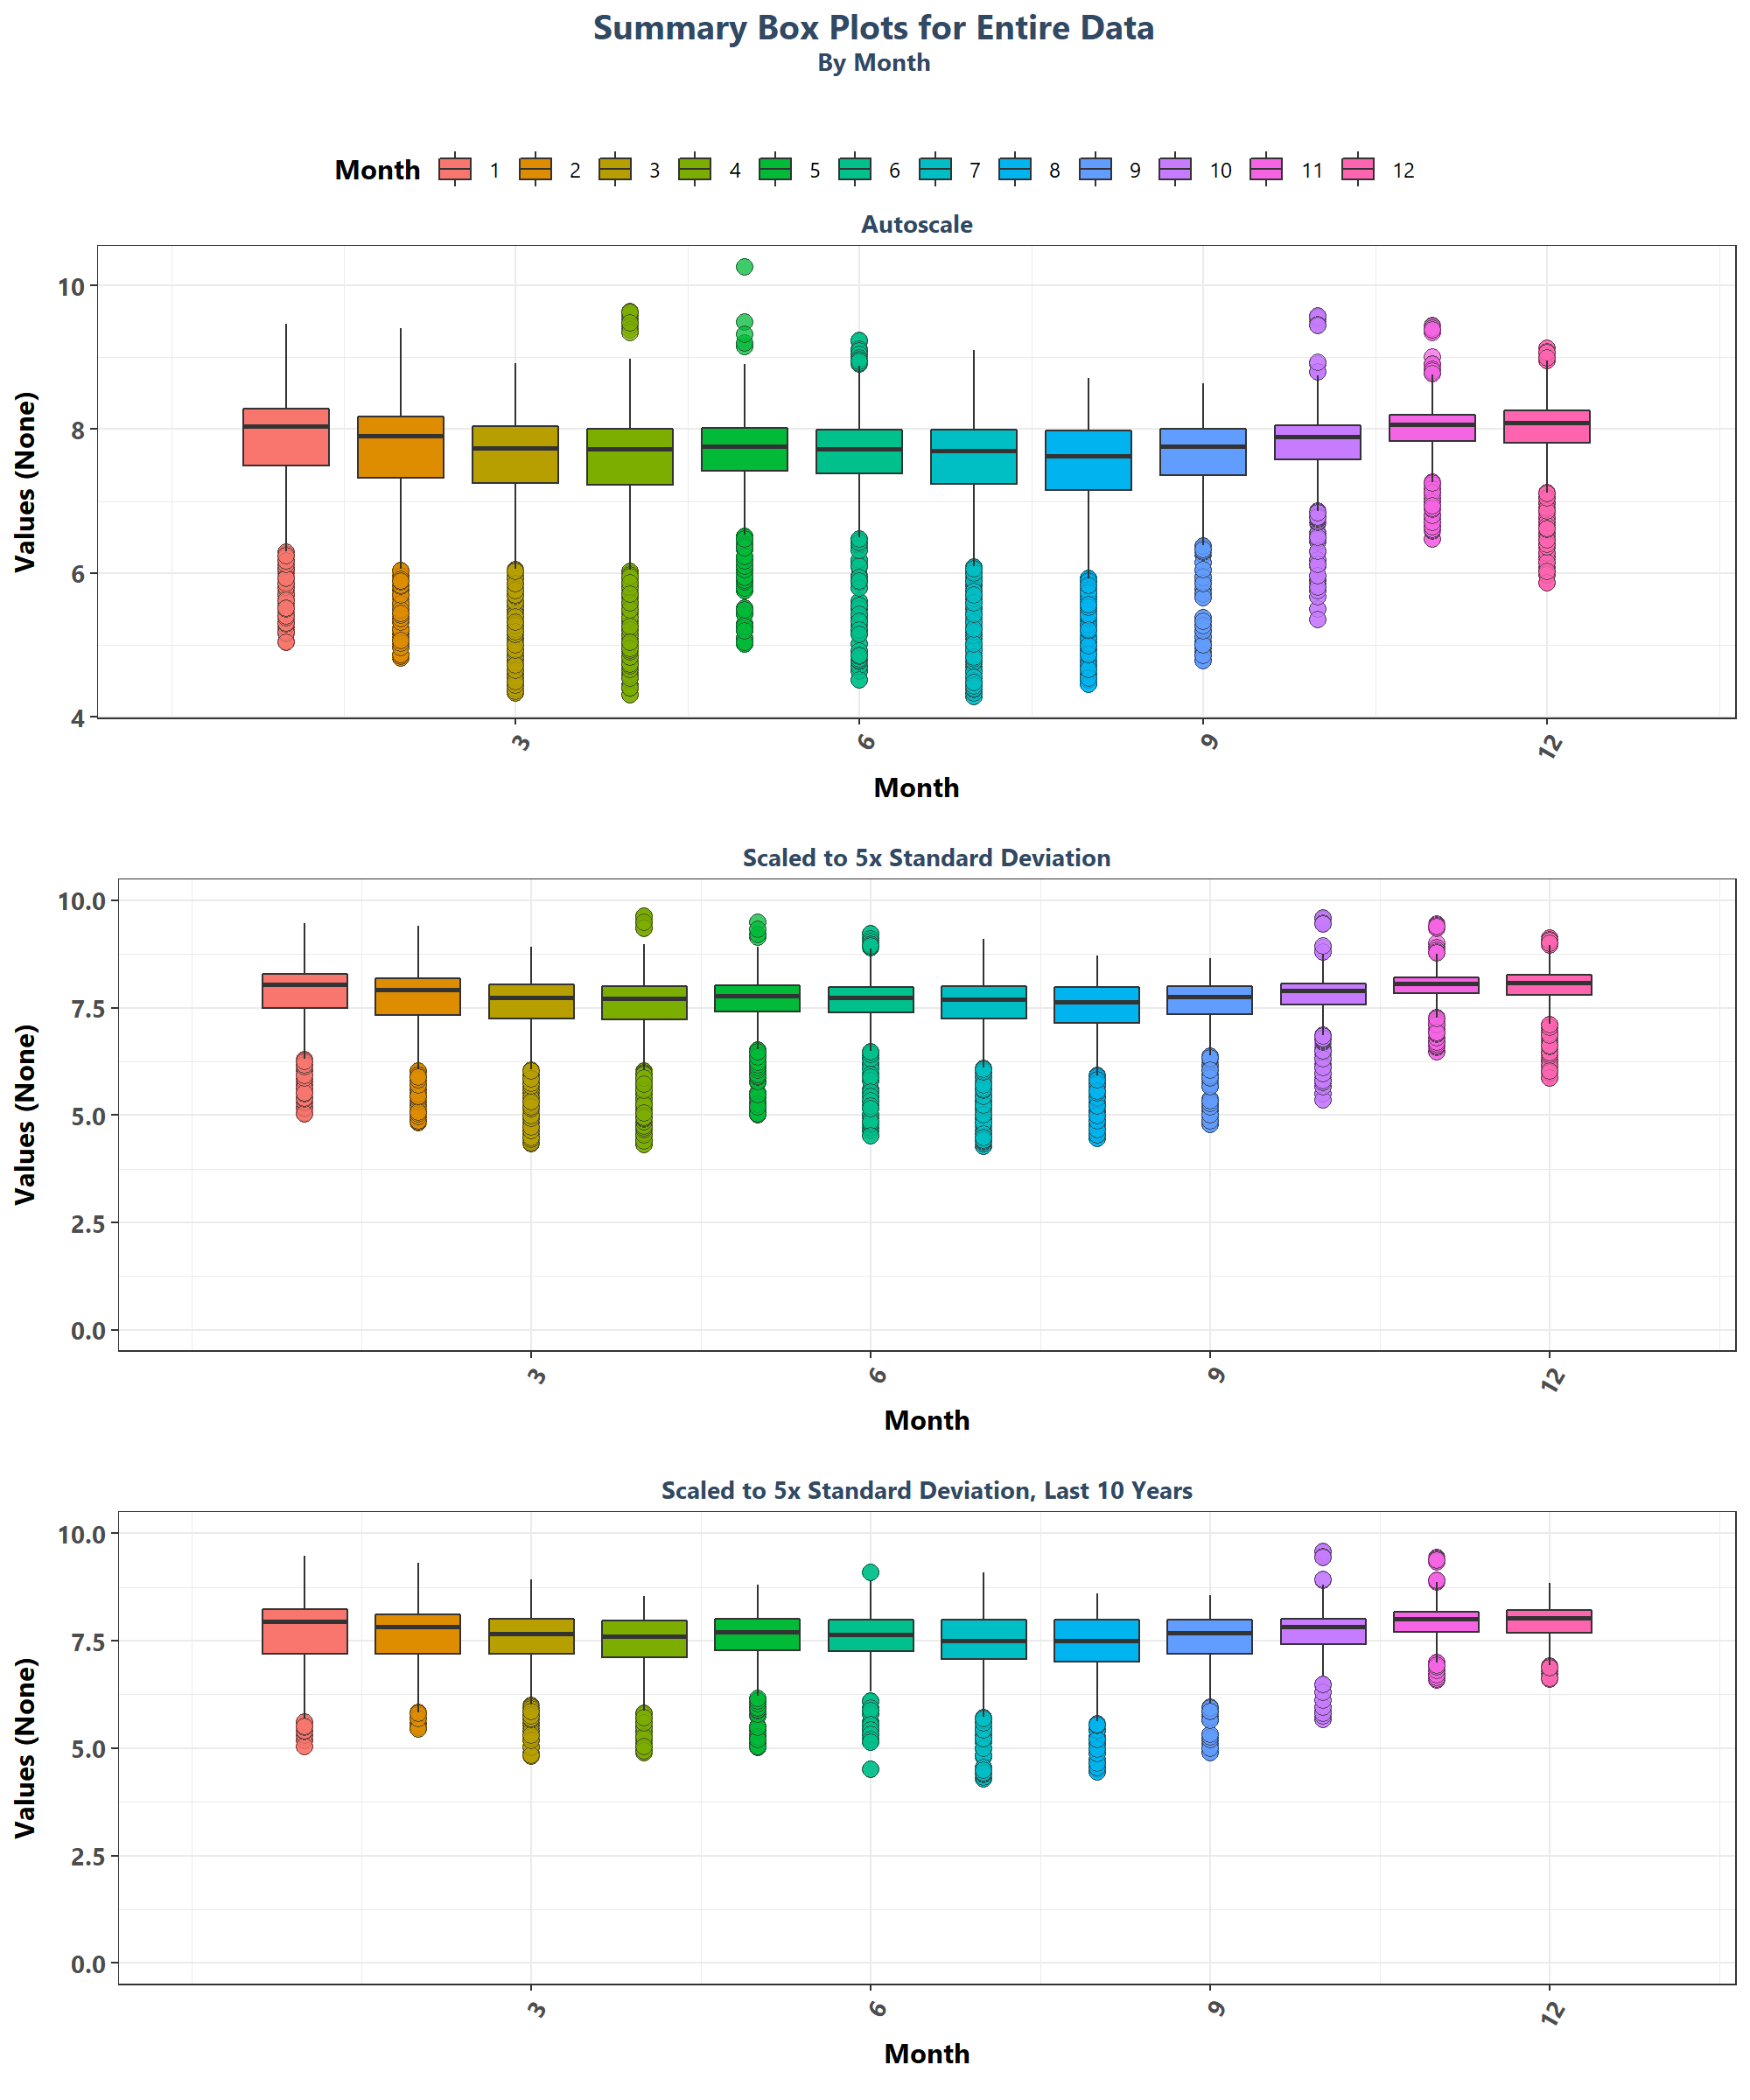 Summary Box Plots for Entire Data
By Month
Month 1 2 3 4 5 6 7 8 9 10 11 12
Autoscale
10
8
6
4
Values (None)
3 6 9 12
Month
Scaled to 5x Standard Deviation
10.0
7.5
5.0
2.5
0.0
Values (None)
3 6 9 12
Month
Scaled to 5x Standard Deviation, Last 10 Years
10.0
7.5
5.0
2.5
0.0
Values (None)
3 6 9 12
Month